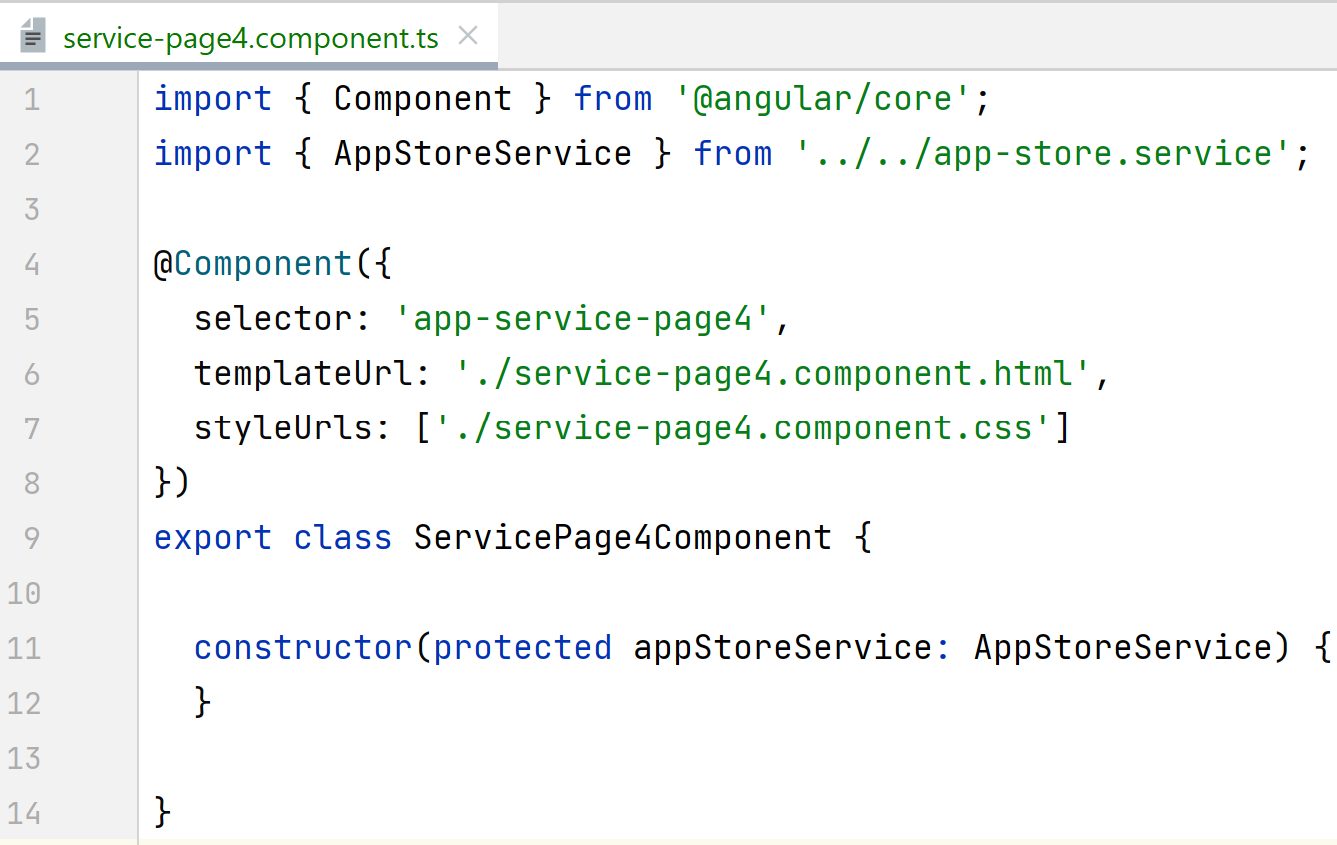 service-page4.component.ts
1 import { Component } from '@angular/core';
2 import { AppStoreService } from '../../app-store.service';
3
4 @Component({
5   selector: 'app-service-page4',
6   templateUrl: './service-page4.component.html',
7   styleUrls: ['./service-page4.component.css']
8 })
9 export class ServicePage4Component {
10
11   constructor(protected appStoreService: AppStoreService) {
12   }
13
14 }